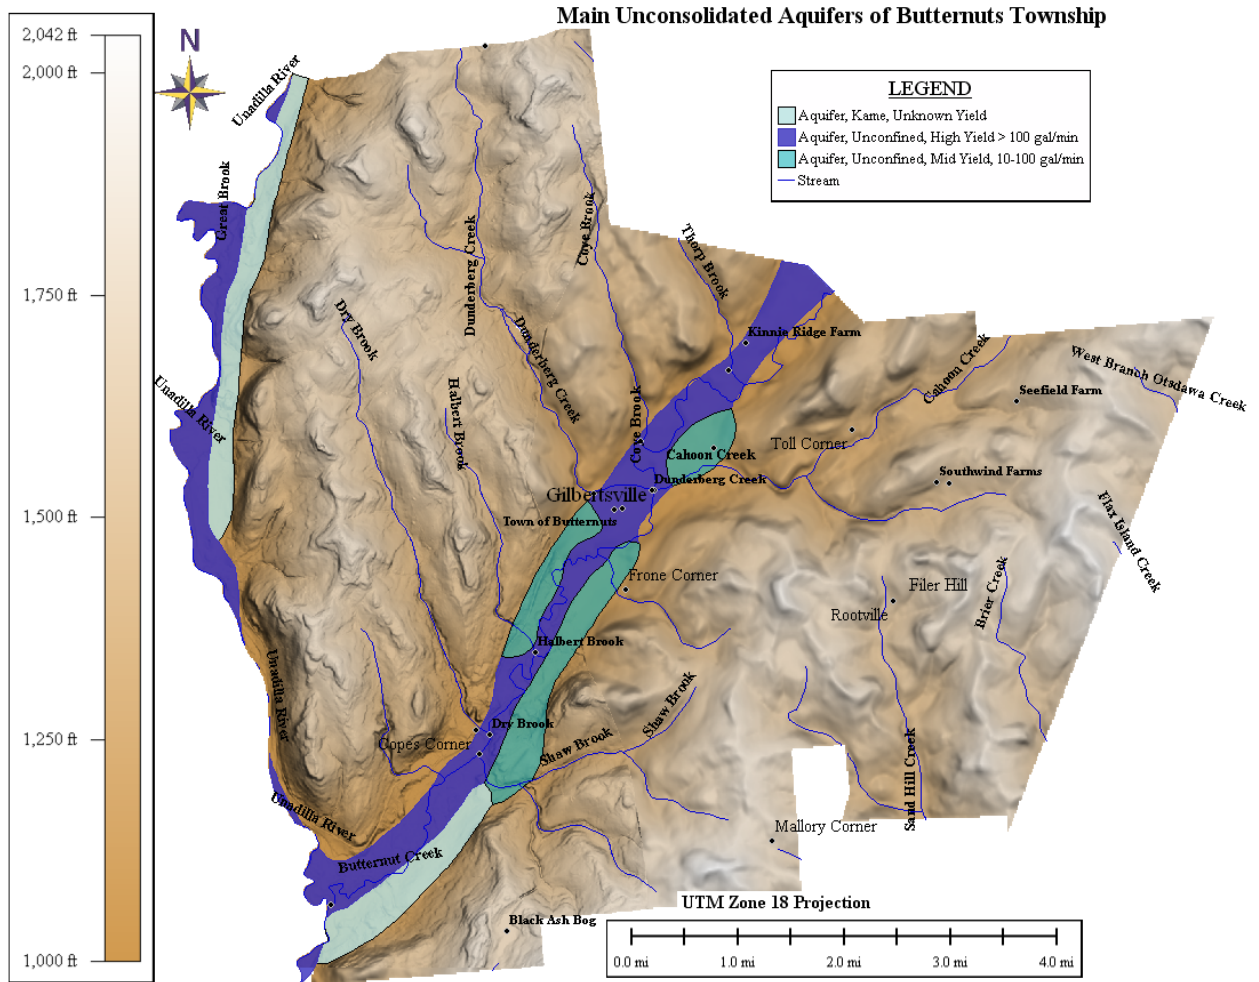 Main Unconsolidated Aquifers of Butternuts Township
2,042 ft
2,000 ft
1,750 ft
1,500 ft
1,250 ft
1,000 ft
N
LEGEND
Aquifer, Kame, Unknown Yield
Aquifer, Unconfined, High Yield > 100 gal/min
Aquifer, Unconfined, Mid Yield, 10-100 gal/min
Stream
Unadilla River
Great Brook
Dunderberg Creek
Coye Brook
Thorp Brook
Dry Brook
Dunderberg Creek
Kinnie Ridge Farm
Cahoon Creek
West Branch Otsdawa Creek
Unadilla River
Halbert Brook
Coye Brook
Seefield Farm
Toll Corner
Cahoon Creek
Southwind Farms
Dunderberg Creek
Gilbertsville
Town of Butternuts
Flax Island Creek
Frone Corner
Filer Hill
Rootville
Brier Creek
Halbert Brook
Unadilla River
Shaw Brook
Dry Brook
Copes Corner
Shaw Brook
Sand Hill Creek
Unadilla River
Mallory Corner
Butternut Creek
Black Ash Bog
UTM Zone 18 Projection
0.0 mi 1.0 mi 2.0 mi 3.0 mi 4.0 mi